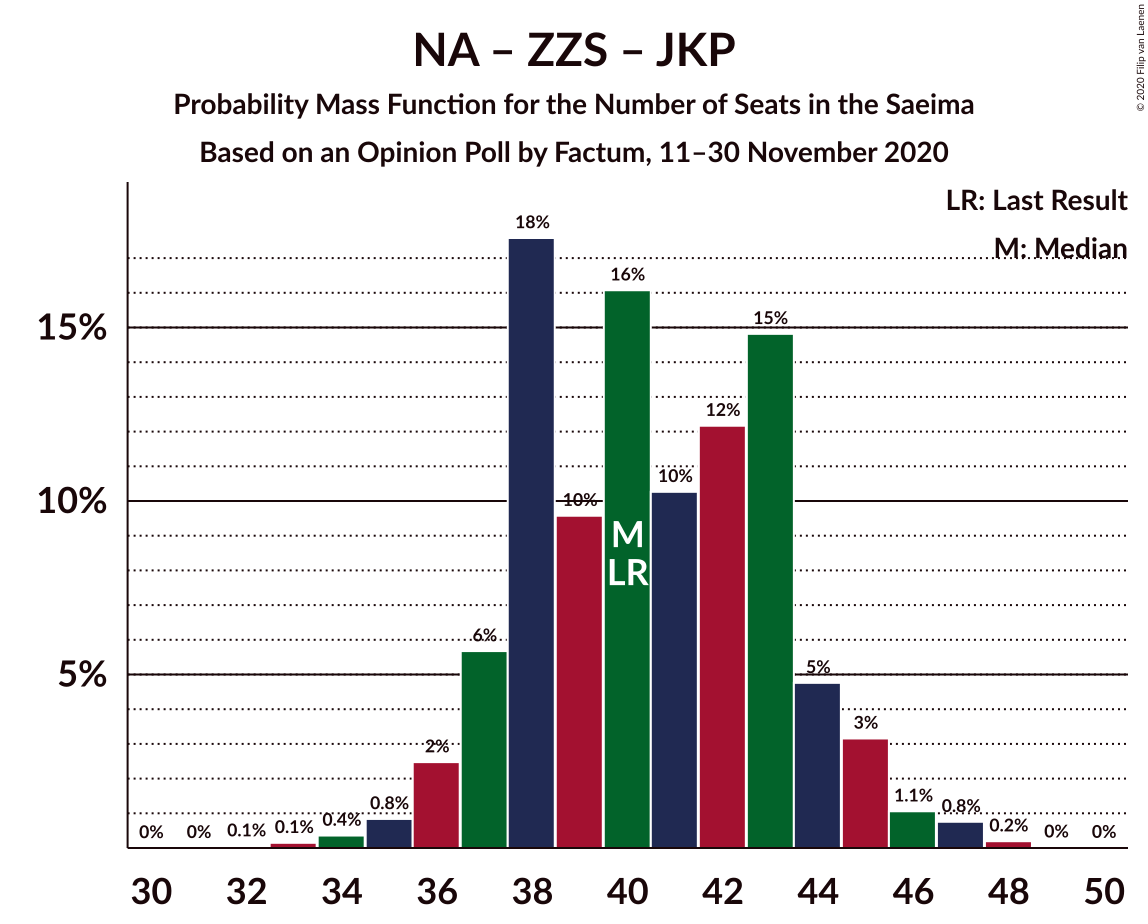 NA – ZZS – JKP
Probability Mass Function for the Number of Seats in the Saeima
Based on an Opinion Poll by Factum, 11–30 November 2020
© 2020 Filip van Laenen
LR: Last Result
M: Median
15%
10%
5%
0%
0%
0.1%
0.1%
0.4%
0.8%
2%
6%
18%
10%
16%
10%
12%
15%
5%
3%
1.1%
0.8%
0.2%
0%
0%
M
LR
30 32 34 36 38 40 42 44 46 48 50